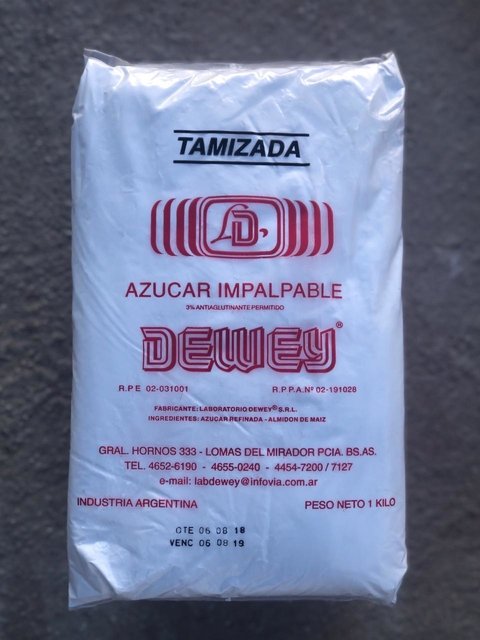 TAMIZADA
LD
AZUCAR IMPALPABLE
3% ANTIAGLUTINANTE PERMITIDO
DEWEY®
R.P.E 02-031001 R.P.P.A.Nº 02-191028
FABRICANTE: LABORATORIO DEWEY® S.R.L.
INGREDIENTES: AZUCAR REFINADA - ALMIDON DE MAIZ
GRAL. HORNOS 333 - LOMAS DEL MIRADOR PCIA. BS.AS.
TEL. 4652-6190 - 4655-0240 - 4454-7200 / 7127
e-mail: labdewey@infovia.com.ar
INDUSTRIA ARGENTINA PESO NETO 1 KILO
CTE 06 08 18
VENC 06 08 19